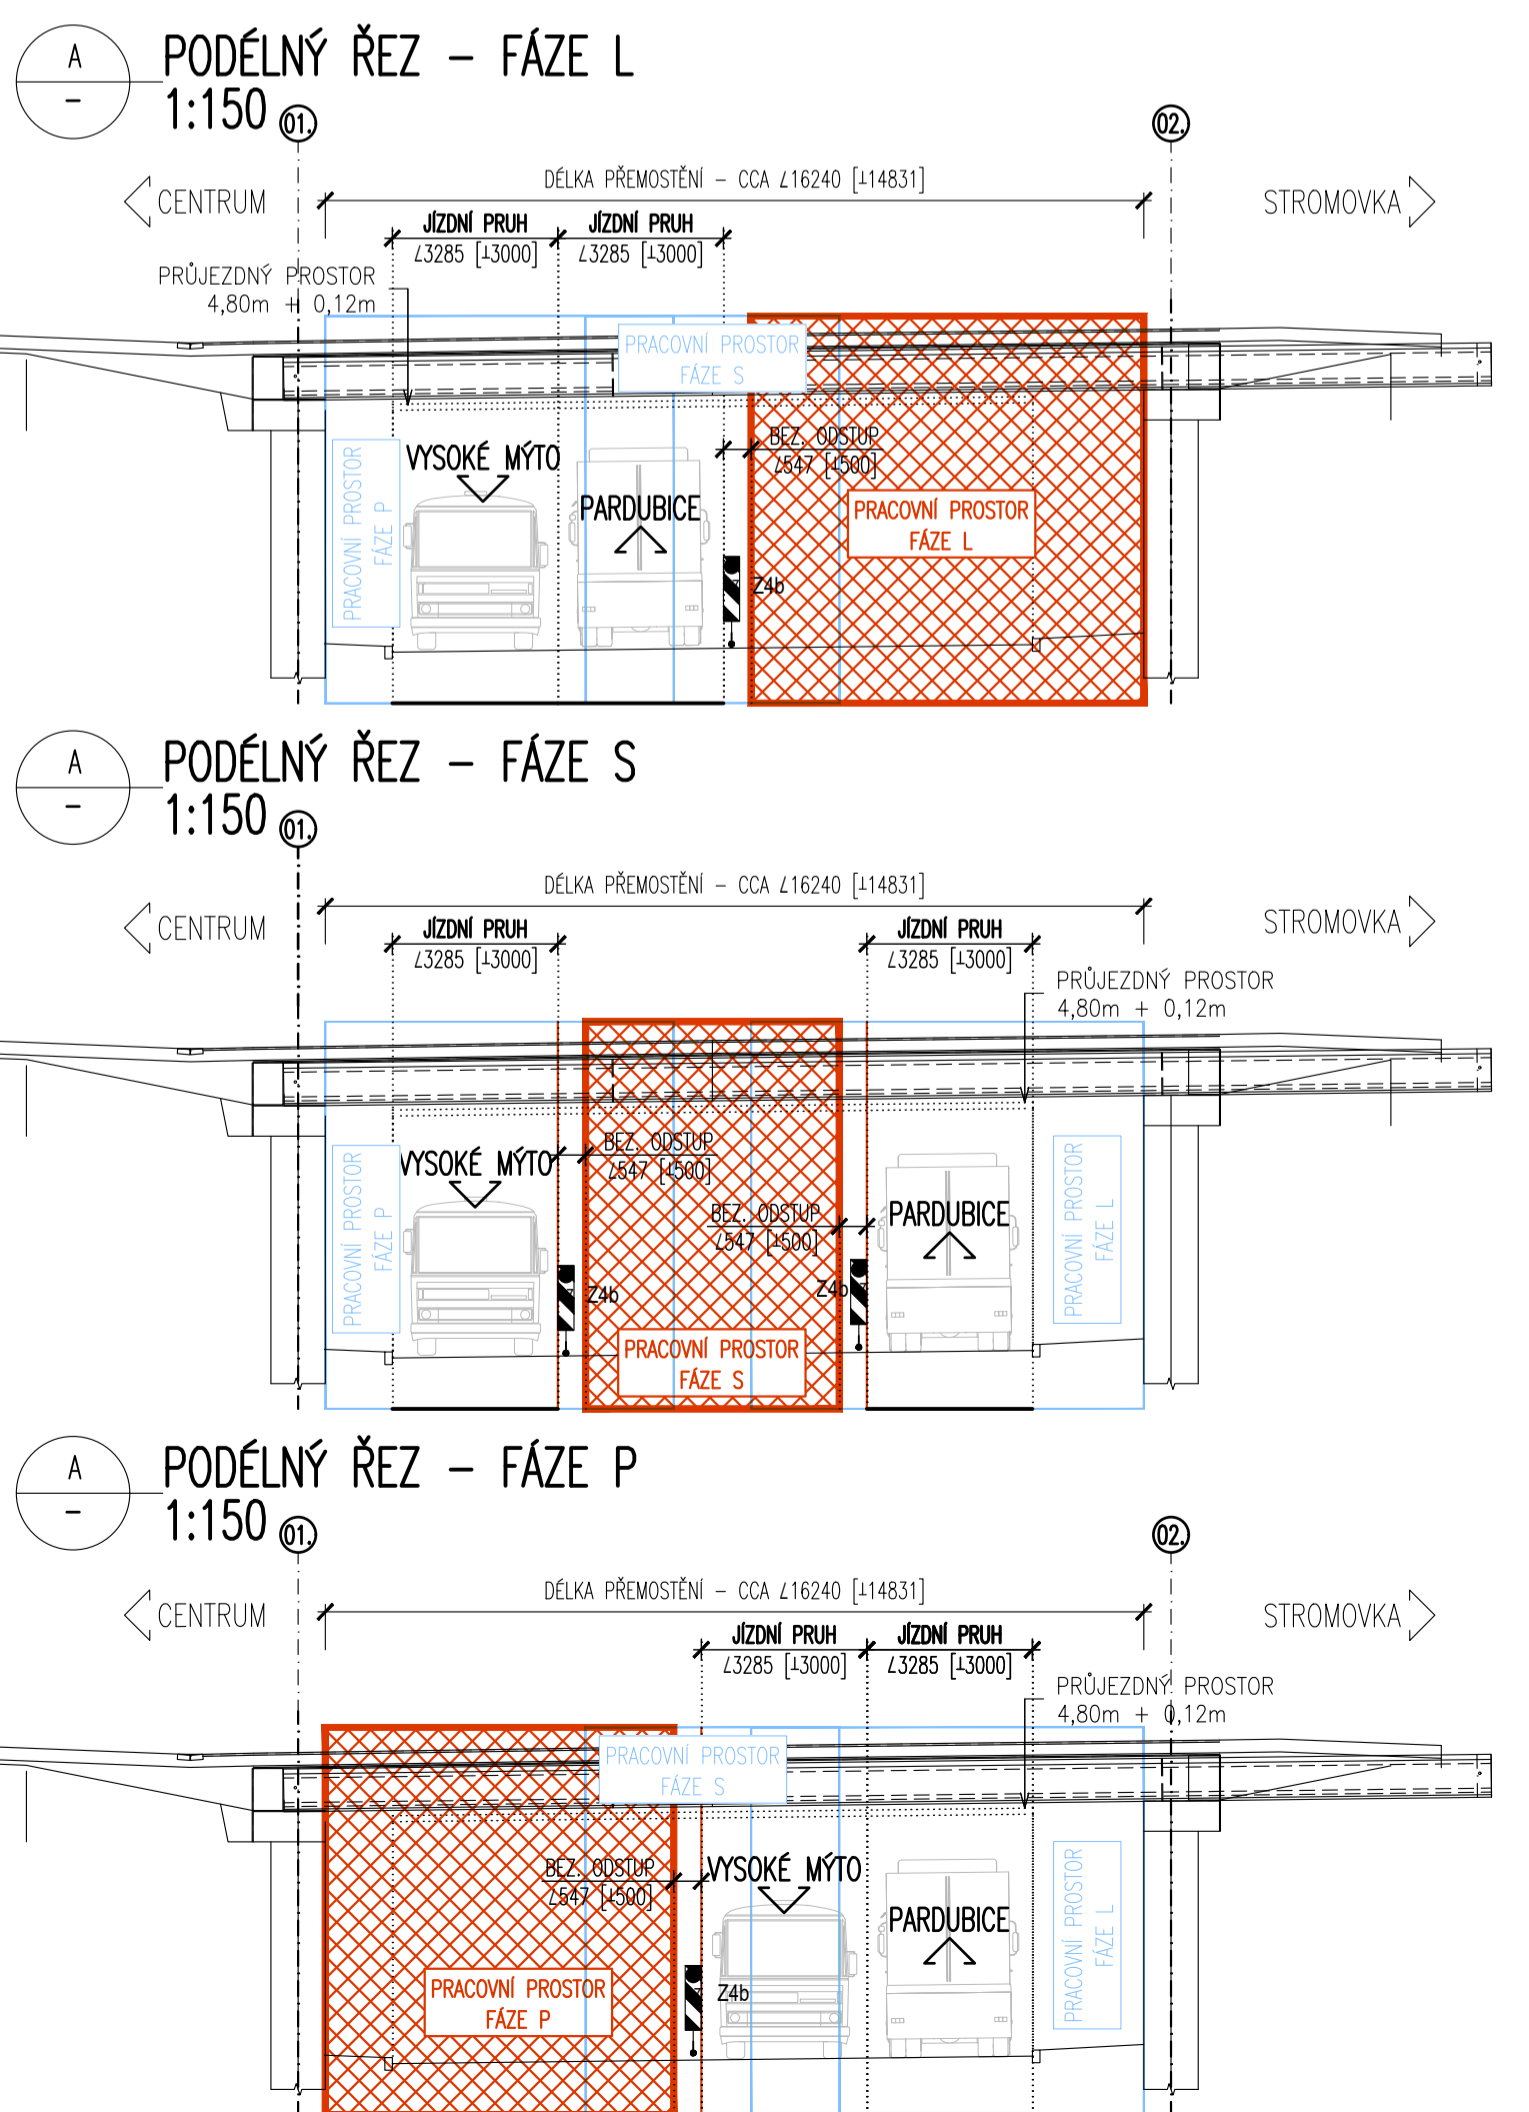 A
–
PODÉLNÝ ŘEZ – FÁZE L
1:150
01.
02.
DÉLKA PŘEMOSTĚNÍ – CCA ∠16240 [⊥14831]
CENTRUM
STROMOVKA
JÍZDNÍ PRUH
∠3285 [⊥3000]
JÍZDNÍ PRUH
∠3285 [⊥3000]
PRŮJEZDNÝ PROSTOR
4,80m + 0,12m
PRACOVNÍ PROSTOR
FÁZE S
PRACOVNÍ PROSTOR
FÁZE P
VYSOKÉ MÝTO
PARDUBICE
BEZ. ODSTUP
∠547 [⊥500]
PRACOVNÍ PROSTOR
FÁZE L
Z4b
A
–
PODÉLNÝ ŘEZ – FÁZE S
1:150
01.
DÉLKA PŘEMOSTĚNÍ – CCA ∠16240 [⊥14831]
CENTRUM
STROMOVKA
JÍZDNÍ PRUH
∠3285 [⊥3000]
JÍZDNÍ PRUH
∠3285 [⊥3000]
PRŮJEZDNÝ PROSTOR
4,80m + 0,12m
PRACOVNÍ PROSTOR
FÁZE P
VYSOKÉ MÝTO
BEZ. ODSTUP
∠547 [⊥500]
BEZ. ODSTUP
∠547 [⊥500]
PARDUBICE
PRACOVNÍ PROSTOR
FÁZE L
Z4b
Z4b
PRACOVNÍ PROSTOR
FÁZE S
A
–
PODÉLNÝ ŘEZ – FÁZE P
1:150
01.
02.
DÉLKA PŘEMOSTĚNÍ – CCA ∠16240 [⊥14831]
CENTRUM
STROMOVKA
JÍZDNÍ PRUH
∠3285 [⊥3000]
JÍZDNÍ PRUH
∠3285 [⊥3000]
PRŮJEZDNÝ PROSTOR
4,80m + 0,12m
PRACOVNÍ PROSTOR
FÁZE S
BEZ. ODSTUP
∠547 [⊥500]
VYSOKÉ MÝTO
PARDUBICE
PRACOVNÍ PROSTOR
FÁZE L
PRACOVNÍ PROSTOR
FÁZE P
Z4b